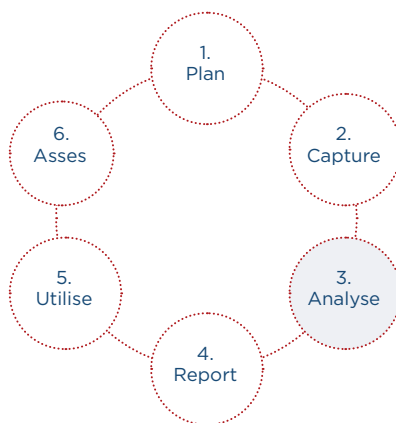 1.
Plan
2.
Capture
3.
Analyse
4.
Report
5.
Utilise
6.
Asses